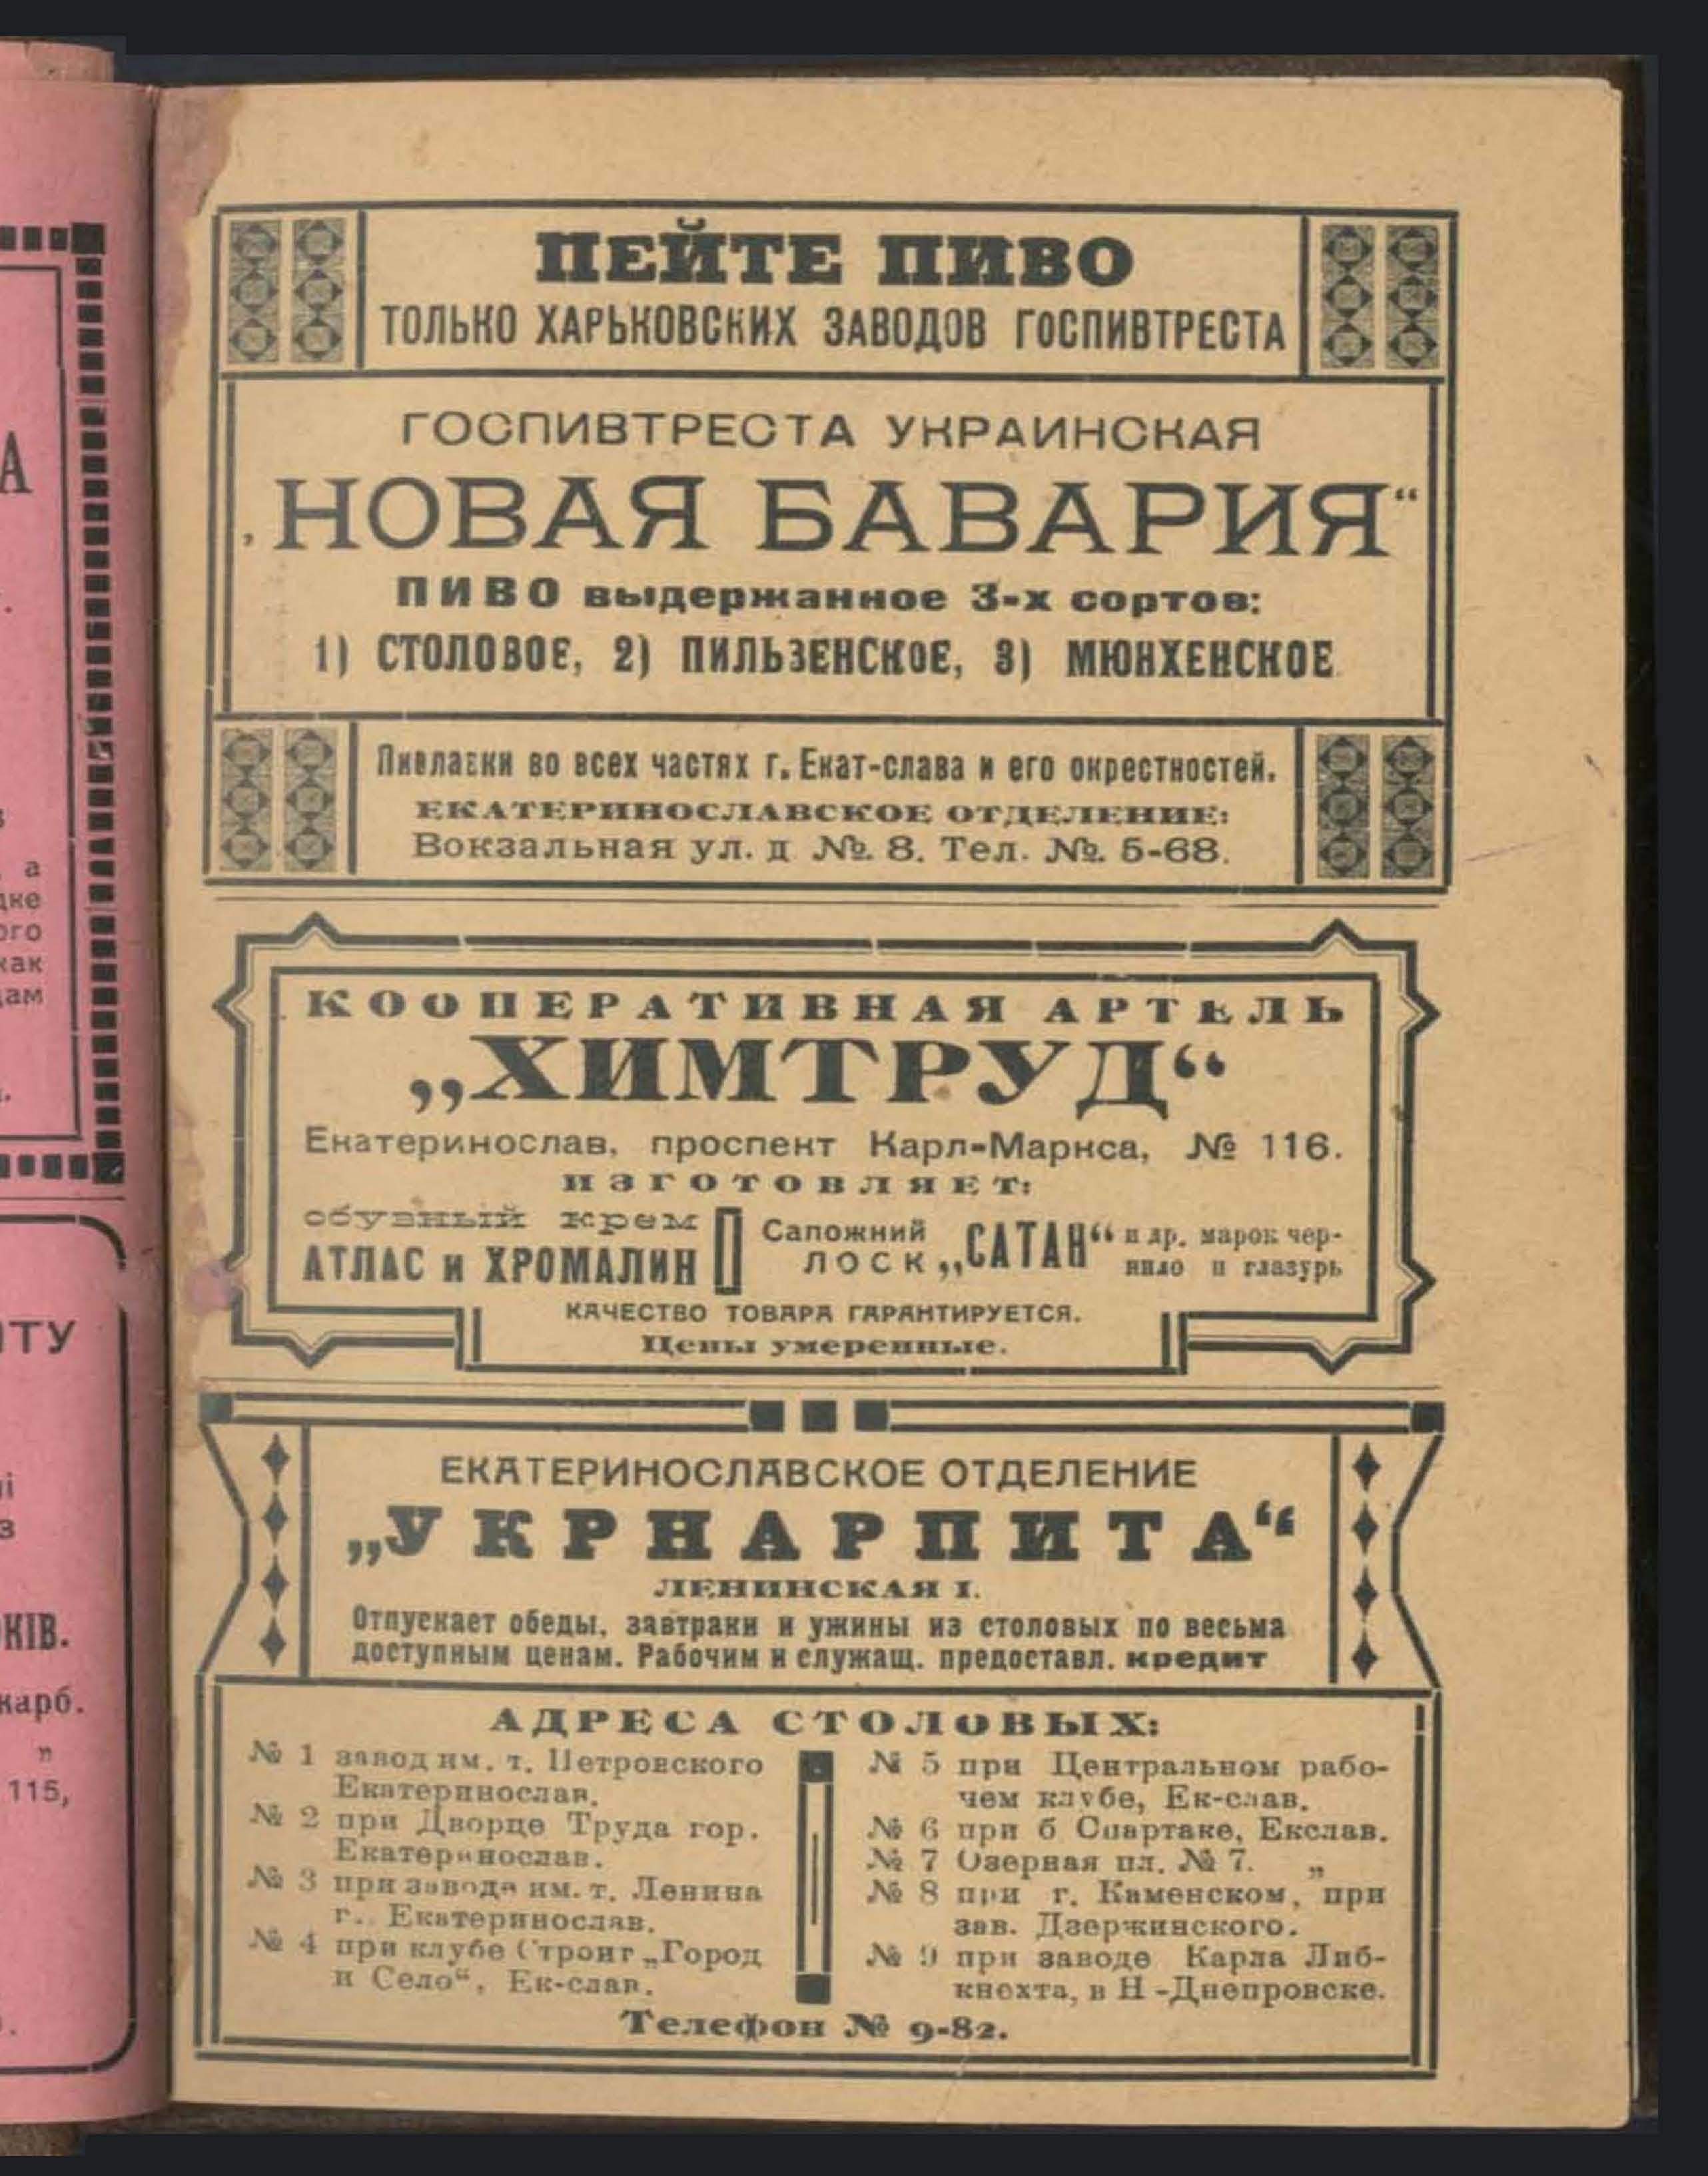 ПЕЙТЕ ПИВО
ТОЛЬКО ХАРЬКОВСКИХ ЗАВОДОВ ГОСПИВТРЕСТА
ГОСПИВТРЕСТА УКРАИНСКАЯ
„НОВАЯ БАВАРИЯ“
ПИВО выдержанное 3-х сортов:
1) СТОЛОВОЕ, 2) ПИЛЬЗЕНСКОЕ, 3) МЮНХЕНСКОЕ
Пивлавки во всех частях г. Екат-слава и его окрестностей.
ЕКАТЕРИНОСЛАВСКОЕ ОТДЕЛЕНИЕ:
Вокзальная ул. д №. 8. Тел. №. 5-68.
КООПЕРАТИВНАЯ АРТЕЛЬ
„ХИМТРУД“
Екатеринослав, проспект Карл-Маркса, № 116.
ИЗГОТОВЛЯЕТ:
обувный крем
АТЛАС и ХРОМАЛИН
Сапожний
ЛОСК „САТАН“ и др. марок чер-
нило и глазурь
КАЧЕСТВО ТОВАРА ГАРАНТИРУЕТСЯ.
Цены умеренные.
ЕКАТЕРИНОСЛАВСКОЕ ОТДЕЛЕНИЕ
„УКРНАРПИТА“
ЛЕНИНСКАЯ 1.
Отпускает обеды, завтраки и ужины из столовых по весьма
доступным ценам. Рабочим и служащ. предоставл. кредит
АДРЕСА СТОЛОВЫХ:
№ 1 завод им. т. Петровского
Екатеринослав.
№ 2 при Дворце Труда гор.
Екатеринослав.
№ 3 при заводе им. т. Ленина
г. Екатеринослав.
№ 4 при клубе Строит „Город
и Село“, Ек-слав.
№ 5 при Центральном рабо-
чем клубе, Ек-слав.
№ 6 при б Спартаке, Екслав.
№ 7 Озерная пл. № 7. „
№ 8 при г. Каменском, при
зав. Дзержинского.
№ 9 при заводе Карла Либ-
кнехта, в Н-Днепровске.
Телефон № 9-82.